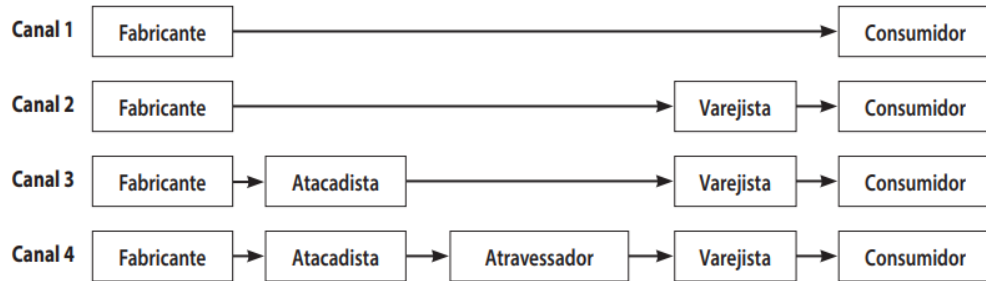 Canal 1 Fabricante Consumidor
Canal 2 Fabricante Varejista Consumidor
Canal 3 Fabricante Atacadista Varejista Consumidor
Canal 4 Fabricante Atacadista Atravessador Varejista Consumidor